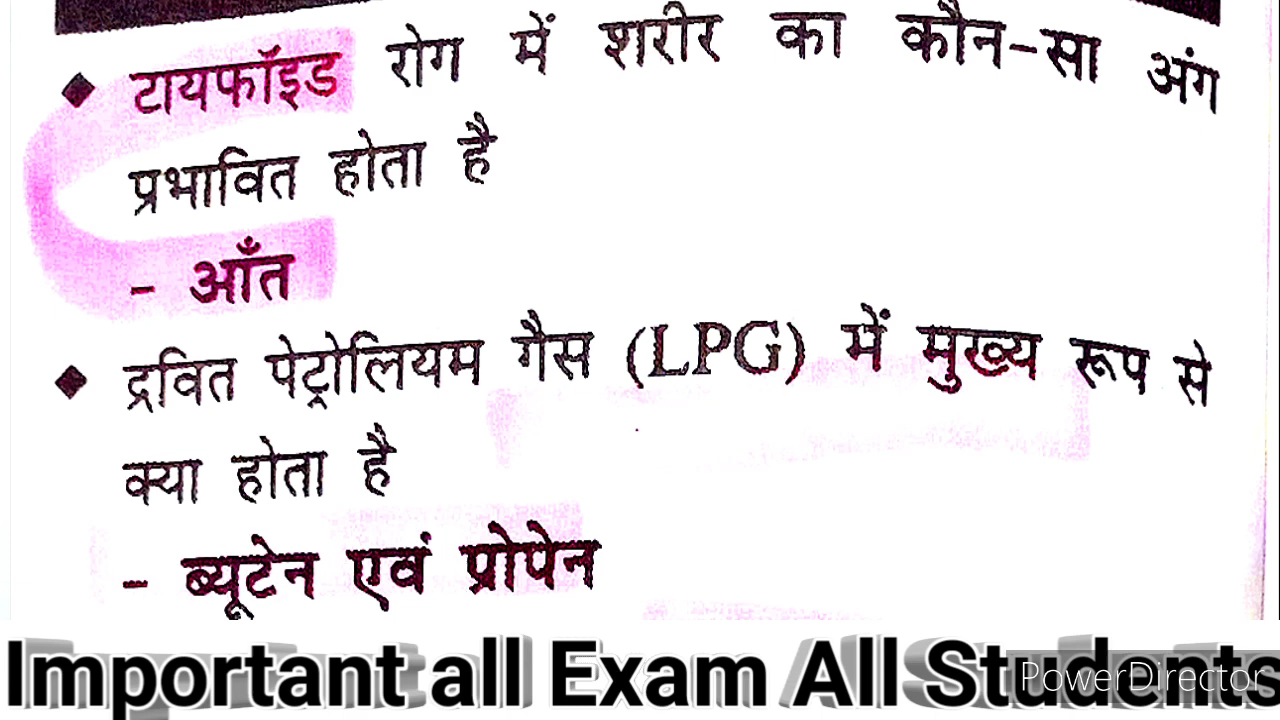 ◆ टायफॉइड रोग में शरीर का कौन-सा अंग
प्रभावित होता है
- आँत
◆ द्रवित पेट्रोलियम गैस (LPG) में मुख्य रूप से
क्या होता है
- ब्यूटेन एवं प्रोपेन
Important all Exam All Students
PowerDirector